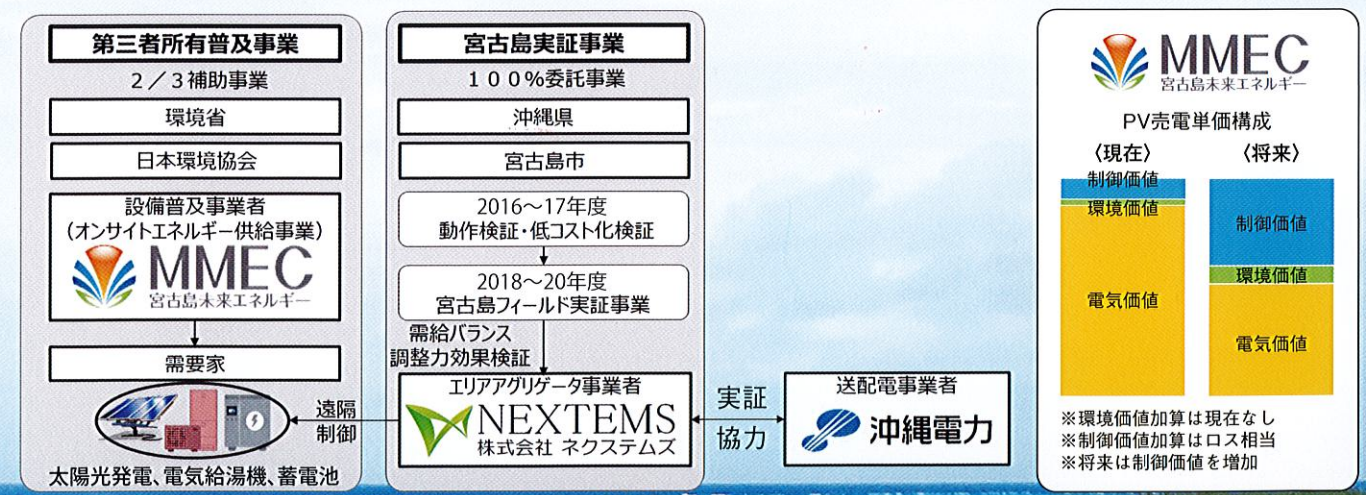 第三者所有普及事業
2/3補助事業
環境省
日本環境協会
設備普及事業者
(オンサイトエネルギー供給事業)
MMEC
宮古島未来エネルギー
需要家
太陽光発電、電気給湯機、蓄電池
遠隔
制御
宮古島実証事業
100%委託事業
沖縄県
宮古島市
2016～17年度
動作検証・低コスト化検証
2018～20年度
宮古島フィールド実証事業
需給バランス
調整力効果検証
エリアアグリゲータ事業者
NEXTEMS
株式会社 ネクステムズ
実証
協力
送配電事業者
沖縄電力
MMEC
宮古島未来エネルギー
PV売電単価構成
〈現在〉
制御価値
環境価値
電気価値
〈将来〉
制御価値
環境価値
電気価値
※環境価値加算は現在なし
※制御価値加算はロス相当
※将来は制御価値を増加